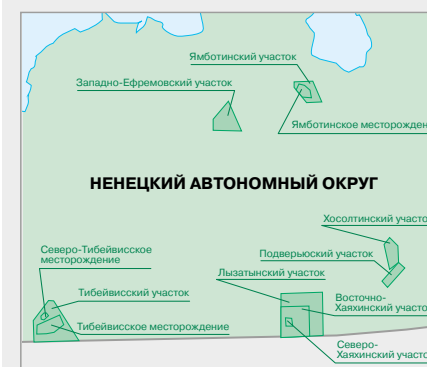 Ямботинский участок
Западно-Ефремовский участок
Ямботинское месторожден
НЕНЕЦКИЙ АВТОНОМНЫЙ ОКРУГ
Хосолтинский участо
Северо-Тибейвисское
месторождение
Подверьюский участок
Лызатынский участок
Тибейвисский участок
Восточно-
Хаяхинский участо
Тибейвисское месторождение
Северо-
Хаяхинский участо